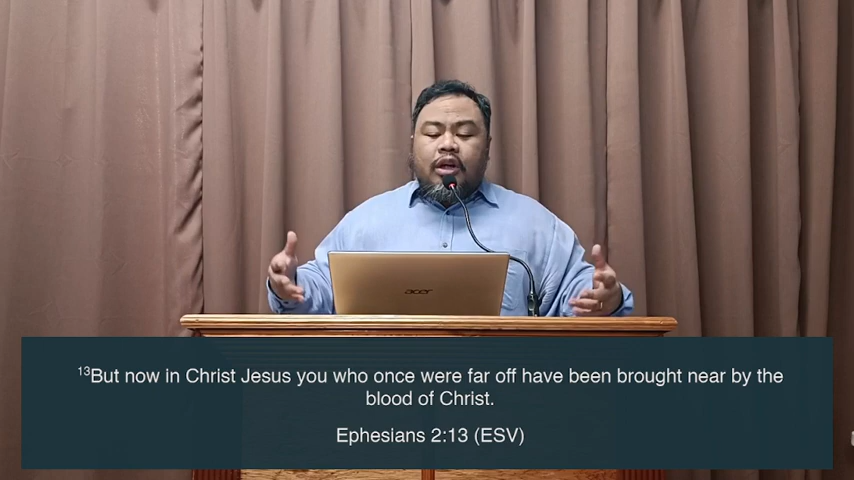 acer
¹³But now in Christ Jesus you who once were far off have been brought near by the
blood of Christ.
Ephesians 2:13 (ESV)